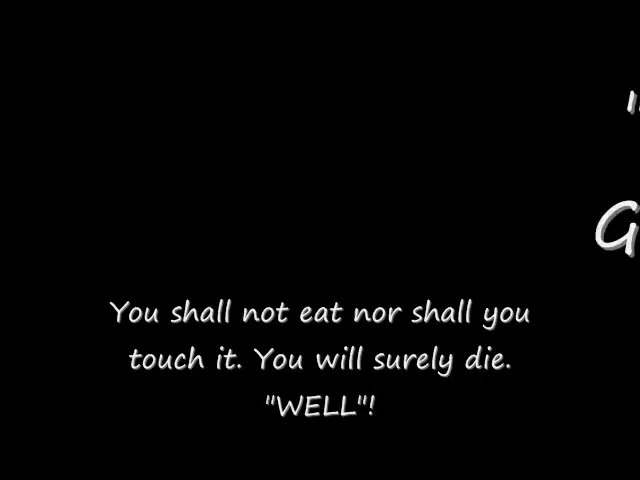 "
G
You shall not eat nor shall you
touch it. You will surely die.
"WELL"!